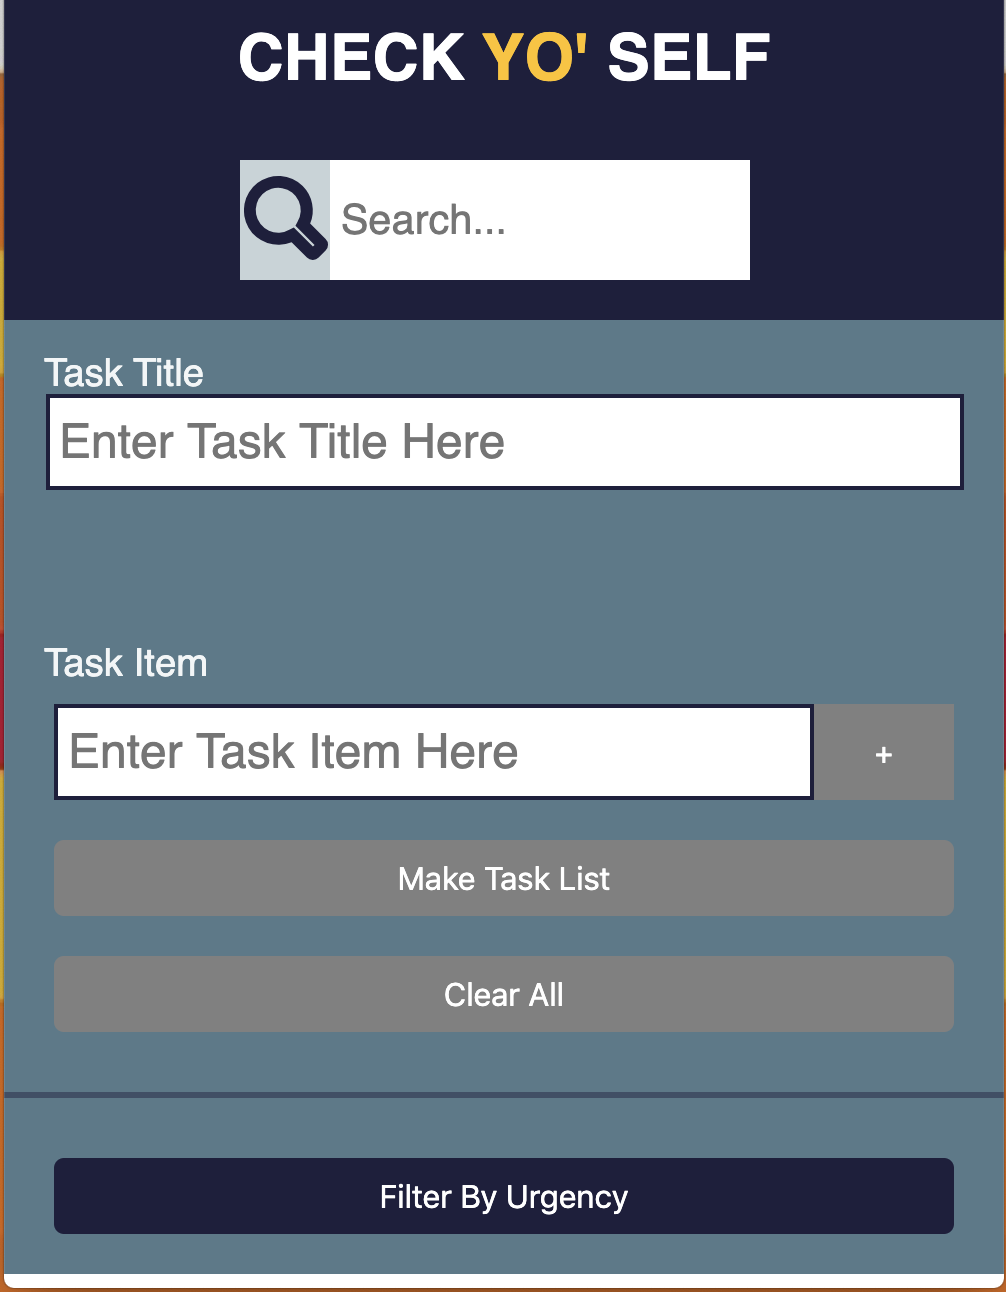 CHECK YO' SELF
Search...
Task Title
Enter Task Title Here
Task Item
Enter Task Item Here
+
Make Task List
Clear All
Filter By Urgency